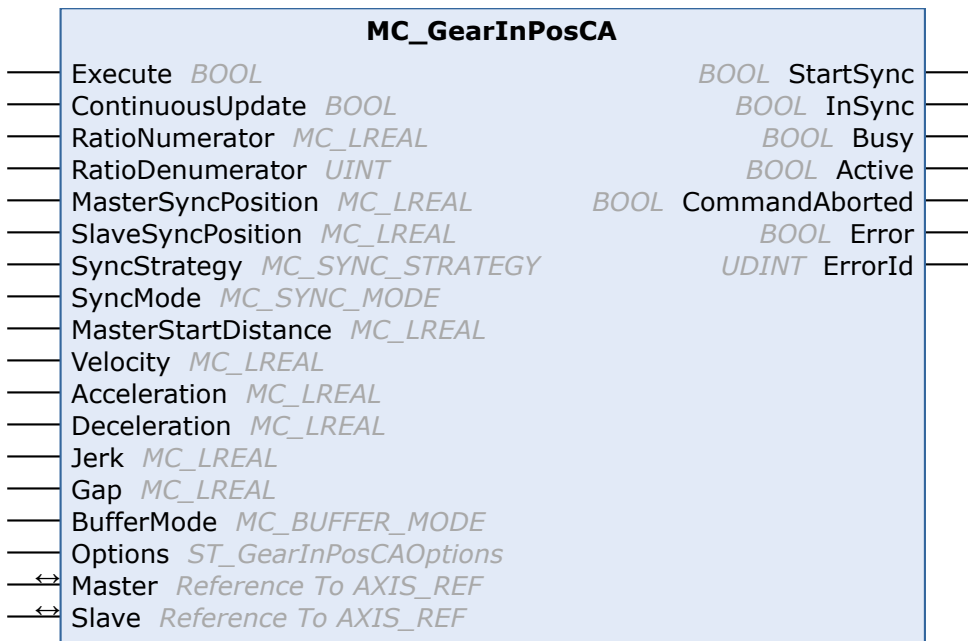 MC_GearInPosCA
Execute BOOL BOOL StartSync
ContinuousUpdate BOOL BOOL InSync
RatioNumerator MC_LREAL BOOL Busy
RatioDenumerator UINT BOOL Active
MasterSyncPosition MC_LREAL BOOL CommandAborted
SlaveSyncPosition MC_LREAL BOOL Error
SyncStrategy MC_SYNC_STRATEGY UDINT ErrorId
SyncMode MC_SYNC_MODE
MasterStartDistance MC_LREAL
Velocity MC_LREAL
Acceleration MC_LREAL
Deceleration MC_LREAL
Jerk MC_LREAL
Gap MC_LREAL
BufferMode MC_BUFFER_MODE
Options ST_GearInPosCAOptions
Master Reference To AXIS_REF
Slave Reference To AXIS_REF